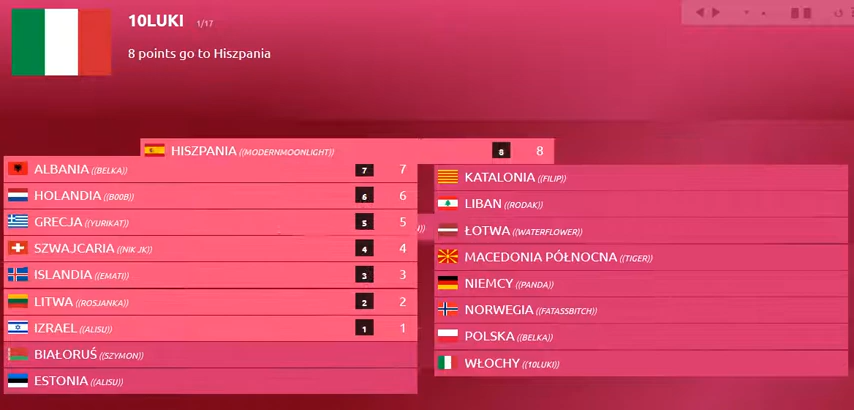 10LUKI 1/17
8 points go to Hiszpania
HISZPANIA ((MODERNMOONLIGHT)) 8 8
ALBANIA ((BELKA)) 7 7
HOLANDIA ((B00B)) 6 6
GRECJA ((YURIKAT)) 5 5
SZWAJCARIA ((NIK JK)) 4 4
ISLANDIA ((EMATI)) 3 3
LITWA ((ROSJANKA)) 2 2
IZRAEL ((ALISU)) 1 1
BIAŁORUŚ ((SZYMON))
ESTONIA ((ALISU))
KATALONIA ((FILIP))
LIBAN ((RODAK))
ŁOTWA ((WATERFLOWER))
MACEDONIA PÓŁNOCNA ((TIGER))
NIEMCY ((PANDA))
NORWEGIA ((FATASSBITCH))
POLSKA ((BELKA))
WŁOCHY ((10LUKI))